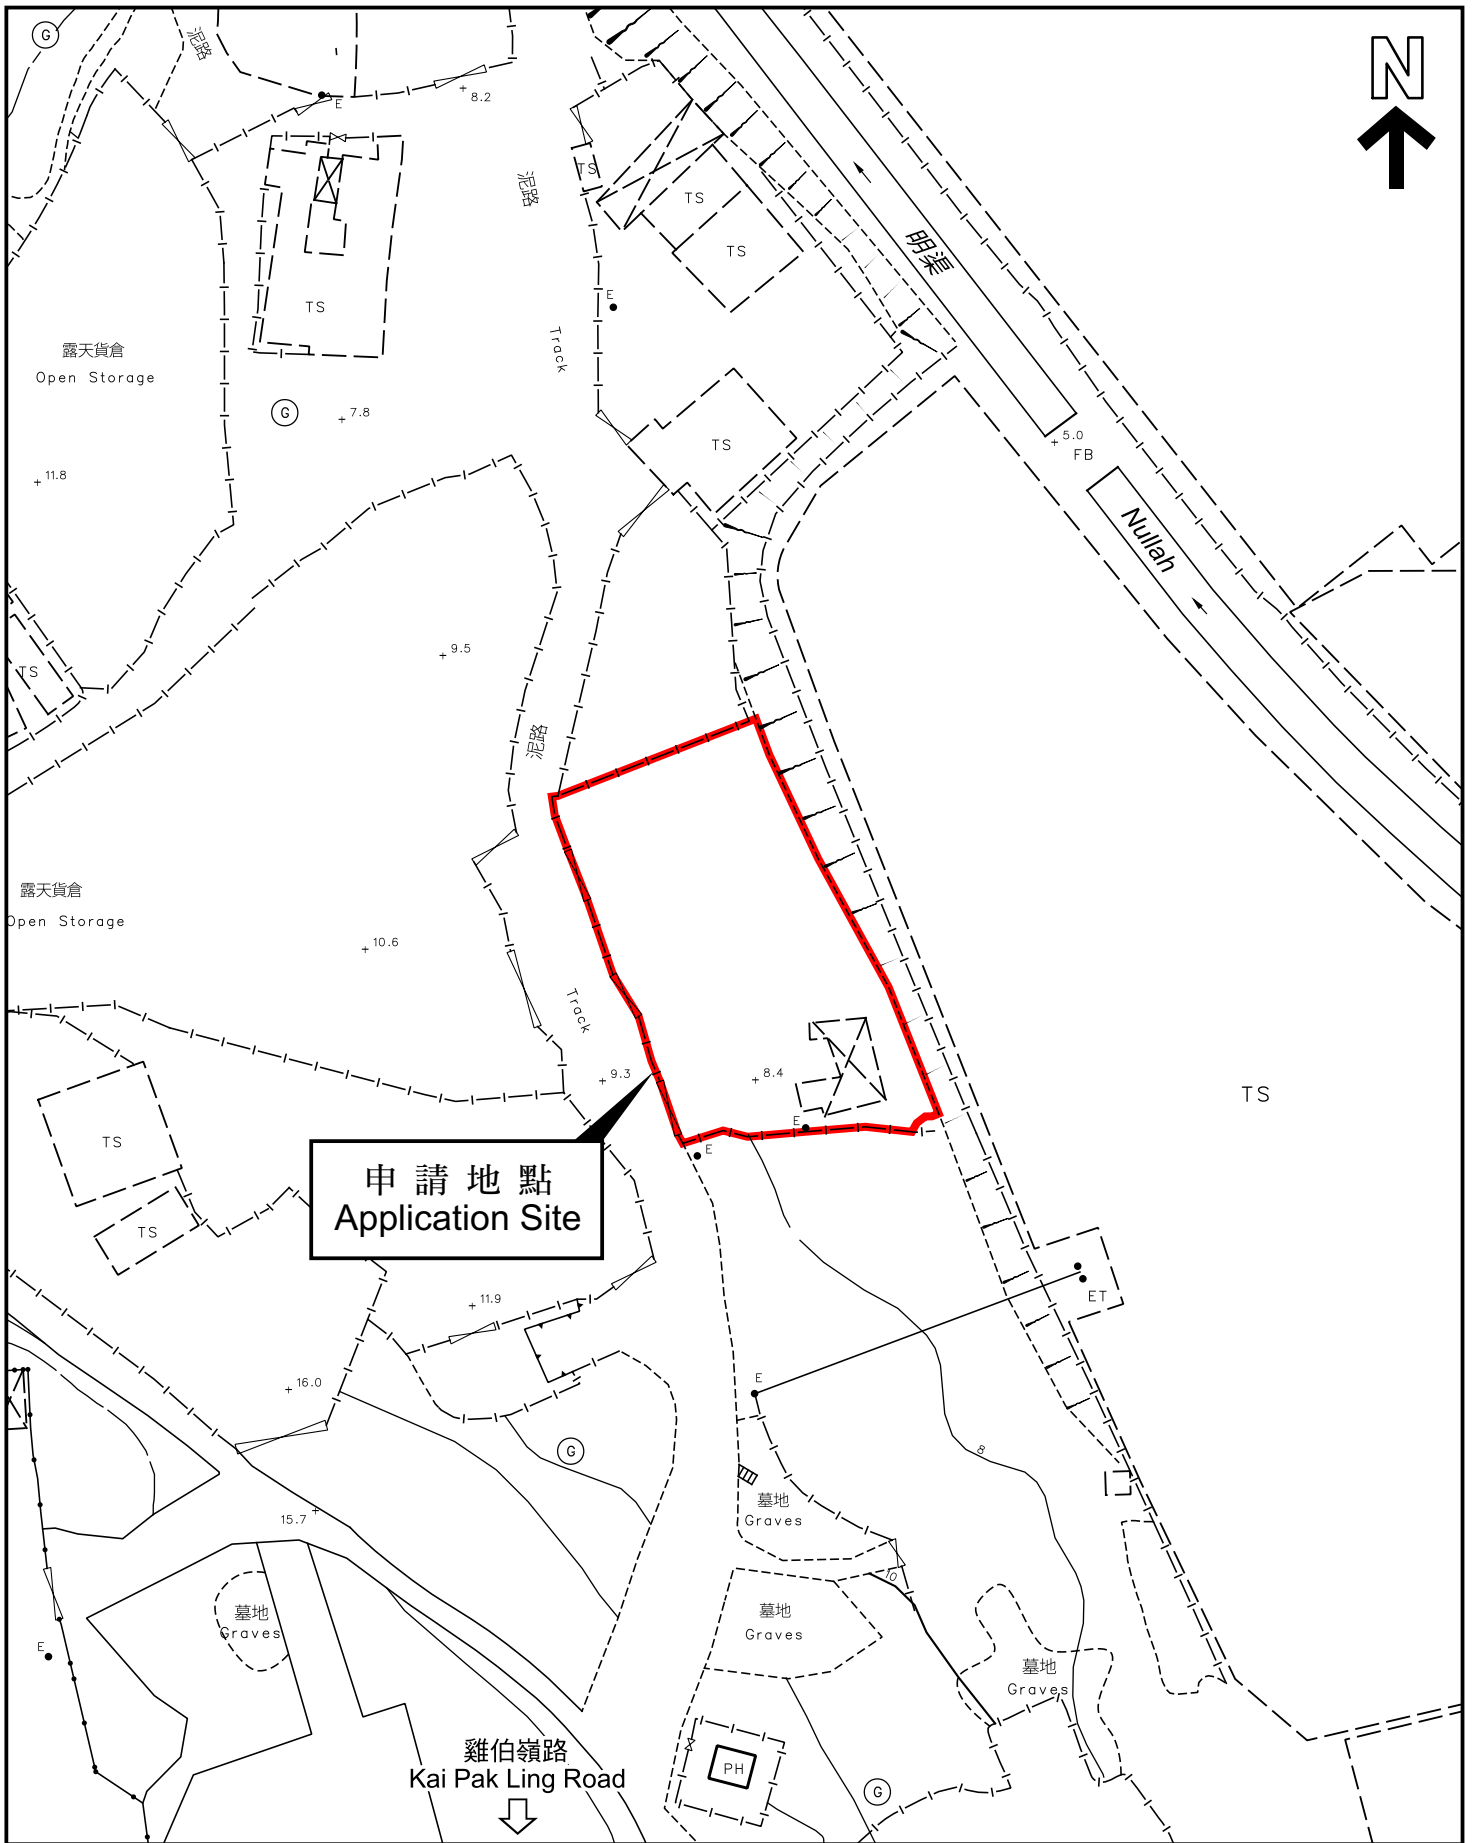 G
泥路
N
E
8.2
TS
泥路
TS
TS
明渠
E
TS
Track
露天貨倉
Open Storage
G
7.8
TS
5.0
FB
11.8
Nullah
9.5
TS
泥路
露天貨倉
Open Storage
10.6
Track
9.3
8.4
TS
E
TS
E
申請地點
Application Site
TS
ET
11.9
E
16.0
G
8
墓地
Graves
15.7
10
墓地
Graves
墓地
Graves
E
墓地
Graves
雞伯嶺路
Kai Pak Ling Road
PH
G